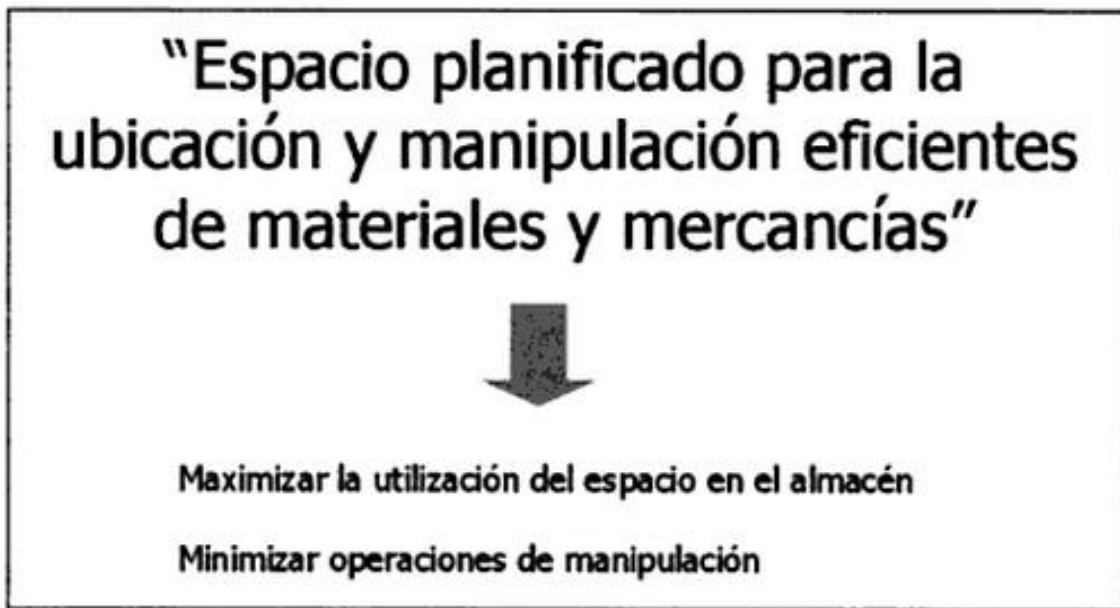 “Espacio planificado para la
ubicación y manipulación eficientes
de materiales y mercancías”
Maximizar la utilización del espacio en el almacén
Minimizar operaciones de manipulación